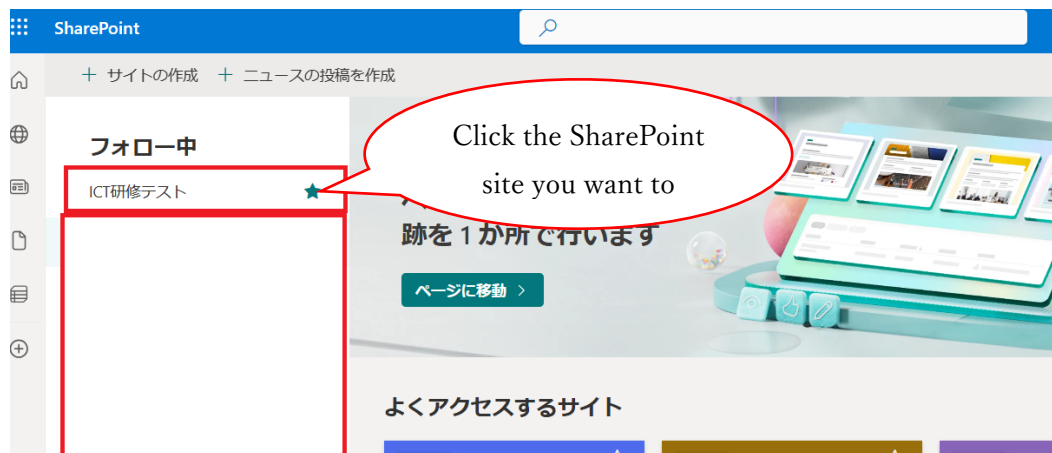 SharePoint
+ サイトの作成 + ニュースの投稿を作成
フォロー中
ICT研修テスト
Click the SharePoint
site you want to
跡を1か所で行います
ページに移動 >
よくアクセスするサイト